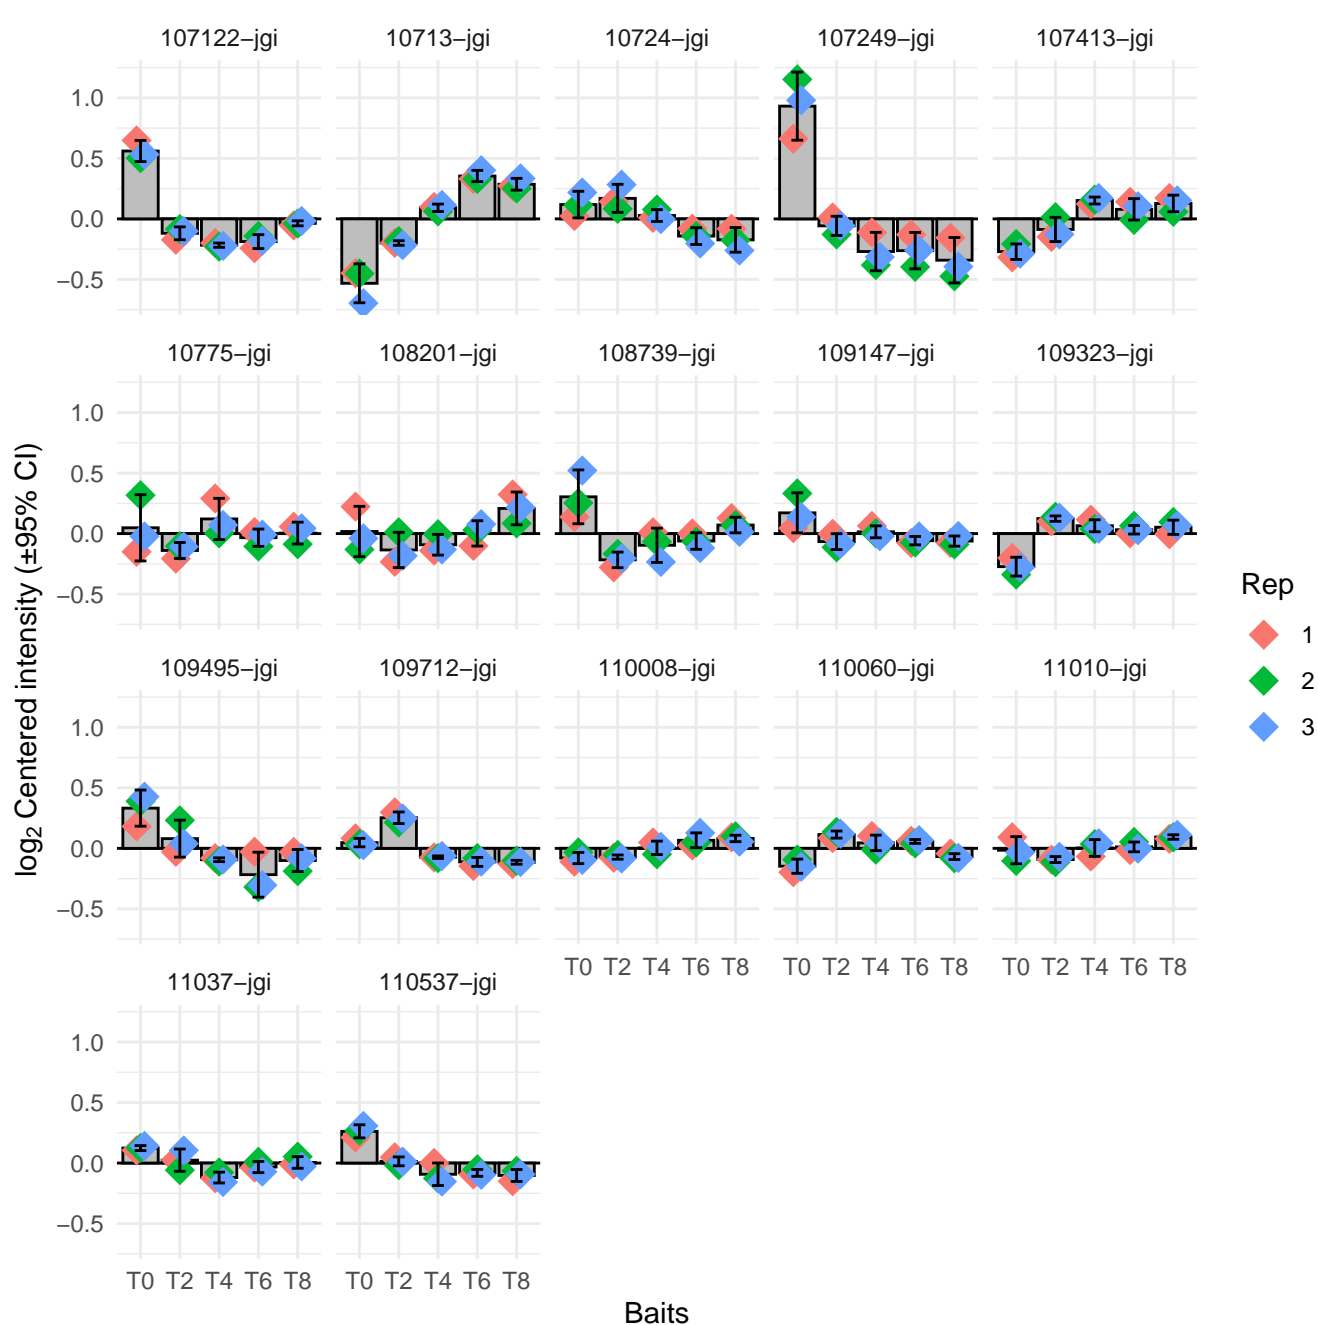 107122−jgi 10713−jgi 10724−jgi 107249−jgi 107413−jgi
1.0
0.5
0.0
−0.5
10775−jgi 108201−jgi 108739−jgi 109147−jgi 109323−jgi
1.0
0.5
0.0
−0.5
109495−jgi 109712−jgi 110008−jgi 110060−jgi 11010−jgi
1.0
0.5
0.0
−0.5
T0 T2 T4 T6 T8 T0 T2 T4 T6 T8 T0 T2 T4 T6 T8
11037−jgi 110537−jgi
1.0
0.5
0.0
−0.5
T0 T2 T4 T6 T8 T0 T2 T4 T6 T8
Baits
log₂ Centered intensity (±95% CI)
Rep
1
2
3